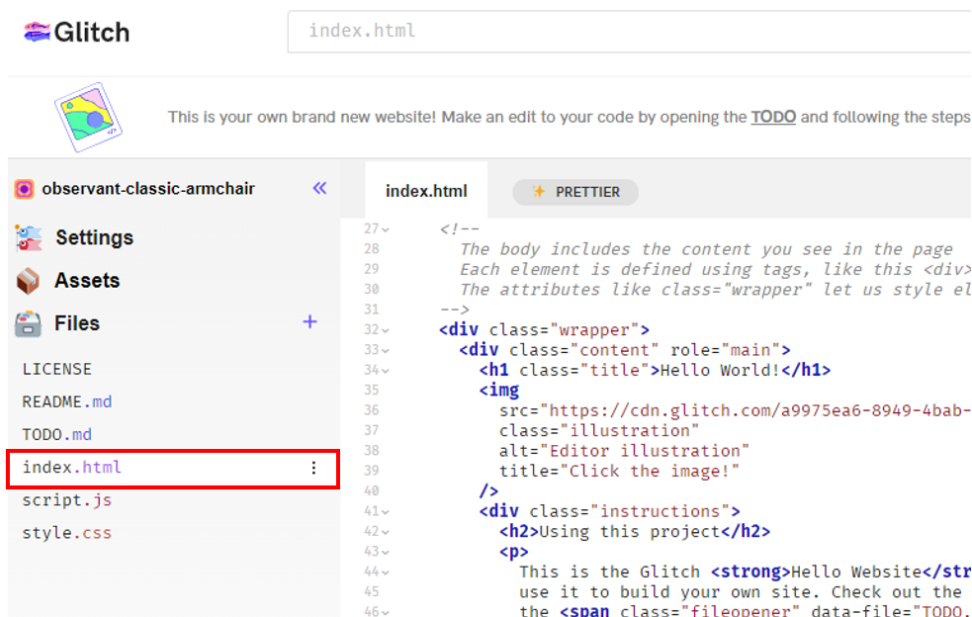 Glitch
index.html
This is your own brand new website! Make an edit to your code by opening the TODO and following the steps
observant-classic-armchair
Settings
Assets
Files
LICENSE
README.md
TODO.md
index.html
script.js
style.css
index.html
PRETTIER
27 <!--
28 The body includes the content you see in the page
29 Each element is defined using tags, like this <div>
30 The attributes like class="wrapper" let us style el
31 -->
32 <div class="wrapper">
33 <div class="content" role="main">
34 <h1 class="title">Hello World!</h1>
35 <img
36 src="https://cdn.glitch.com/a9975ea6-8949-4bab-
37 class="illustration"
38 alt="Editor illustration"
39 title="Click the image!"
40 />
41 <div class="instructions">
42 <h2>Using this project</h2>
43 <p>
44 This is the Glitch <strong>Hello Website</str
45 use it to build your own site. Check out the
46 the <span class="fileopener" data-file="TODO.